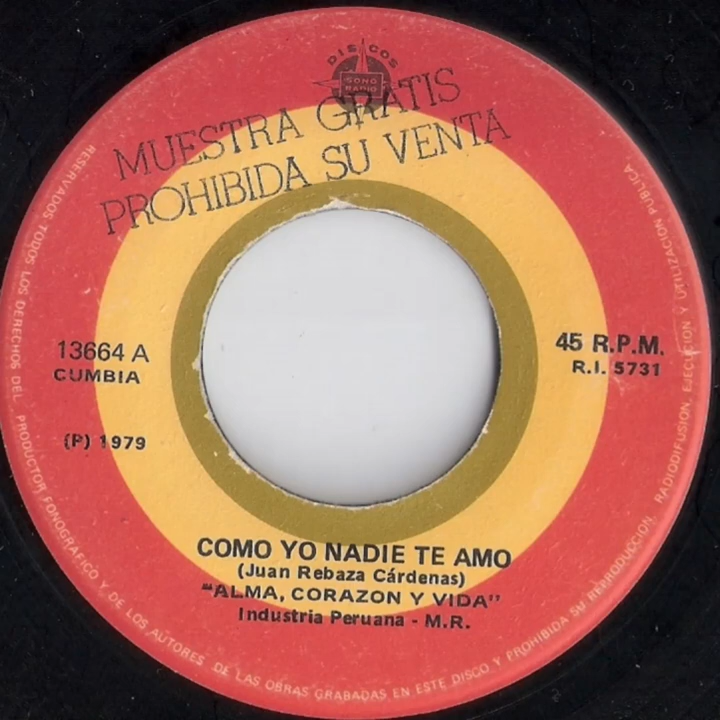 DISCOS
SONO
RADIO
MUESTRA GRATIS
PROHIBIDA SU VENTA
13664 A
CUMBIA
(P) 1979
45 R.P.M.
R.I. 5731
COMO YO NADIE TE AMO
(Juan Rebaza Cárdenas)
"ALMA, CORAZON Y VIDA"
Industria Peruana - M.R.
RESERVADOS TODOS LOS DERECHOS DEL PRODUCTOR FONOGRAFICO Y DE LOS AUTORES DE LAS OBRAS GRABADAS EN ESTE DISCO Y PROHIBIDA SU REPRODUCCION, RADIODIFUSION, EJECUCION Y UTILIZACION PUBLICA